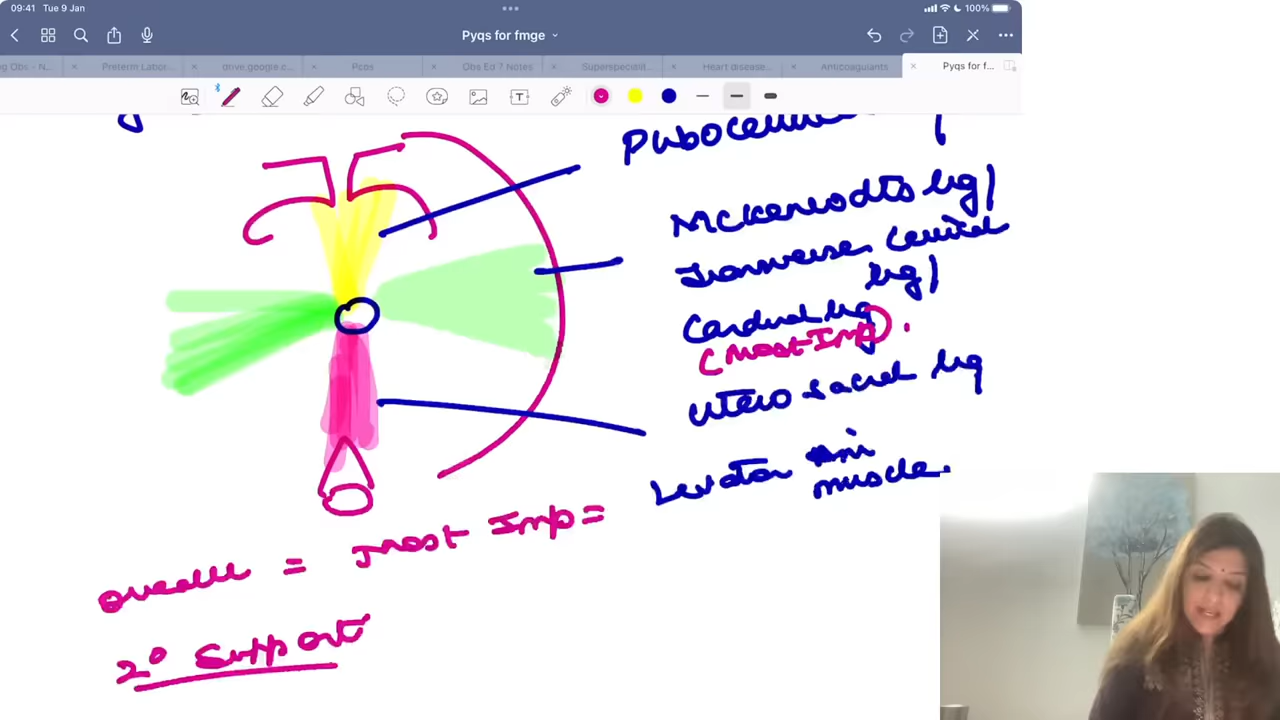 09:41 Tue 9 Jan
100%
Pyqs for fmge
g Obs - N...
Preterm Labor...
drive.google.c...
Pcos
Obs Ed 7 Notes
Superspecialit...
Heart disease...
Anticoagulants
Pyqs for f...
T
Mckenrodts lig/
Transverse Cervical
lig/
Cardinal lig
(Most Imp).
Utero sacral lig
Levator ani
muscle.
Overall = Most Imp =
2° Support